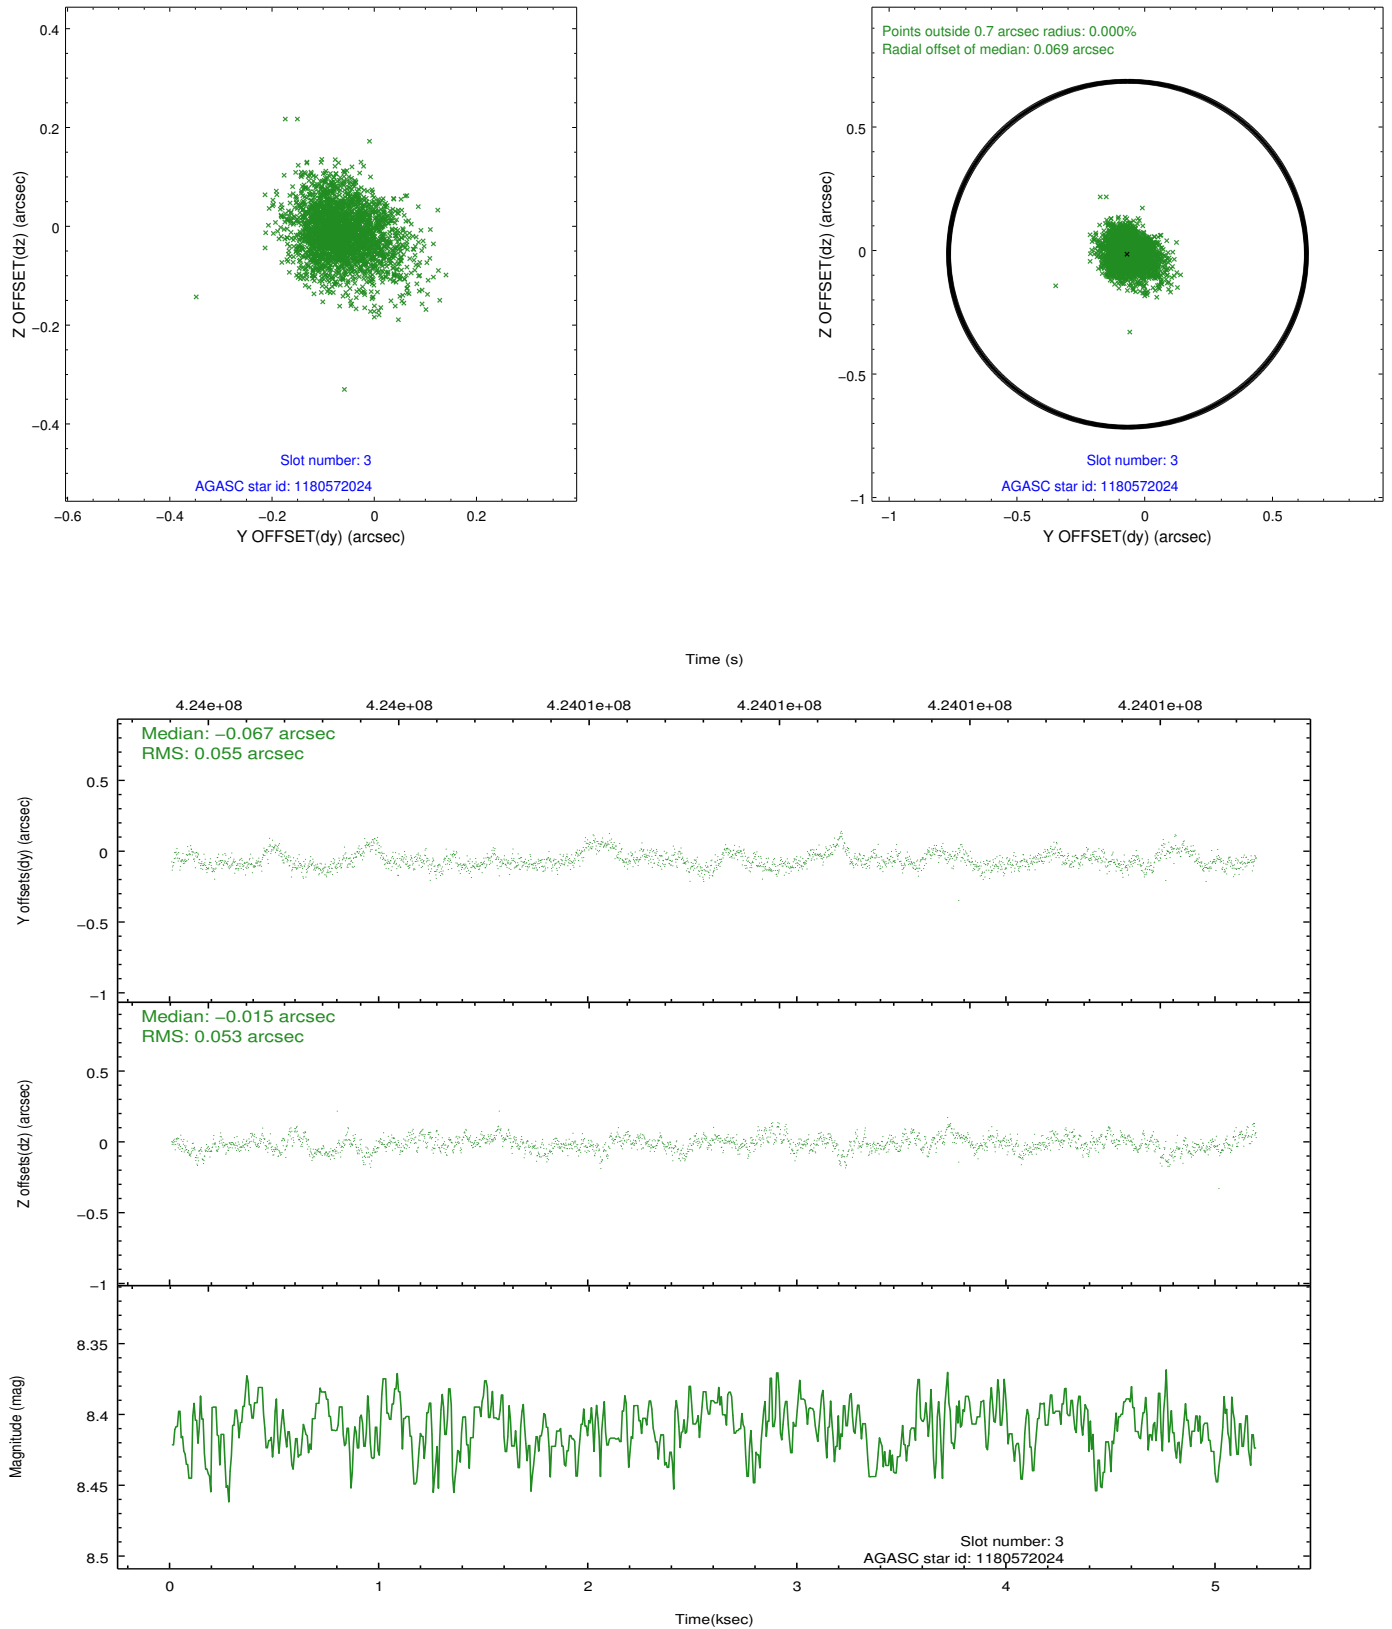 0.4
0.2
0
−0.2
−0.4
Z OFFSET(dz) (arcsec)
Slot number: 3
AGASC star id: 1180572024
−0.6 −0.4 −0.2 0 0.2
Y OFFSET(dy) (arcsec)
Points outside 0.7 arcsec radius: 0.000%
Radial offset of median: 0.069 arcsec
0.5
0
−0.5
−1
Z OFFSET(dz) (arcsec)
Slot number: 3
AGASC star id: 1180572024
−1 −0.5 0 0.5
Y OFFSET(dy) (arcsec)
Time (s)
4.24e+08 4.24e+08 4.2401e+08 4.2401e+08 4.2401e+08 4.2401e+08
Median: −0.067 arcsec
RMS: 0.055 arcsec
0.5
0
−0.5
−1
Y offsets(dy) (arcsec)
Median: −0.015 arcsec
RMS: 0.053 arcsec
0.5
0
−0.5
−1
Z offsets(dz) (arcsec)
8.35
8.4
8.45
8.5
Magnitude (mag)
Slot number: 3
AGASC star id: 1180572024
0 1 2 3 4 5
Time(ksec)